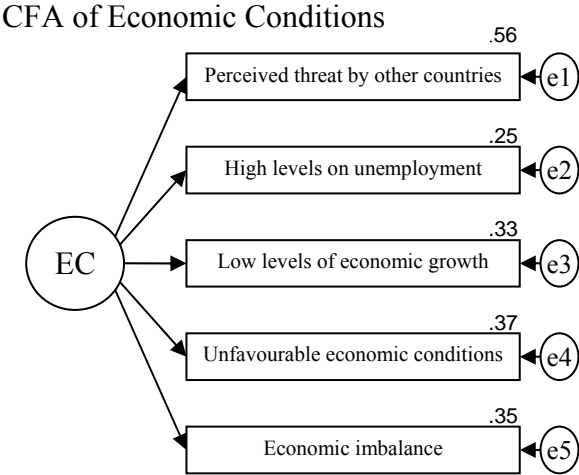 CFA of Economic Conditions
.56
Perceived threat by other countries
e1
.25
High levels on unemployment
e2
.33
EC
Low levels of economic growth
e3
.37
Unfavourable economic conditions
e4
.35
Economic imbalance
e5